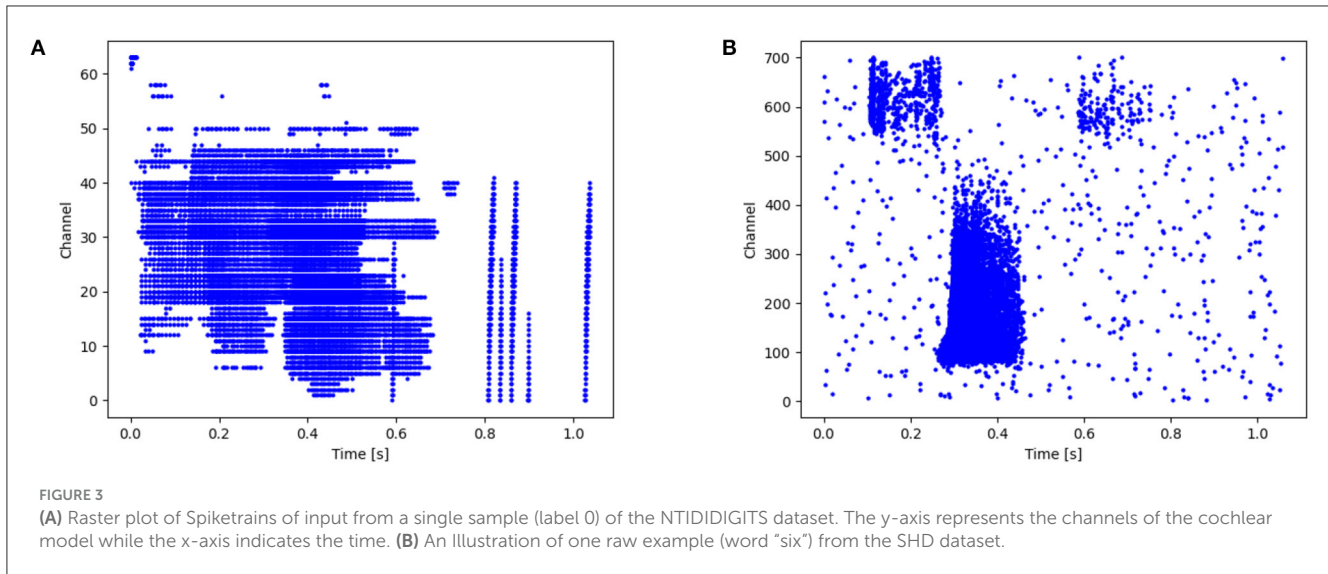 A
60
50
40
30
20
10
0
Channel
0.0 0.2 0.4 0.6 0.8 1.0
Time [s]
B
700
600
500
400
300
200
100
0
Channel
0.0 0.2 0.4 0.6 0.8 1.0
Time [s]
FIGURE 3
(A) Raster plot of Spiketrains of input from a single sample (label 0) of the NTIDIDIGITS dataset. The y-axis represents the channels of the cochlear
model while the x-axis indicates the time. (B) An Illustration of one raw example (word “six”) from the SHD dataset.